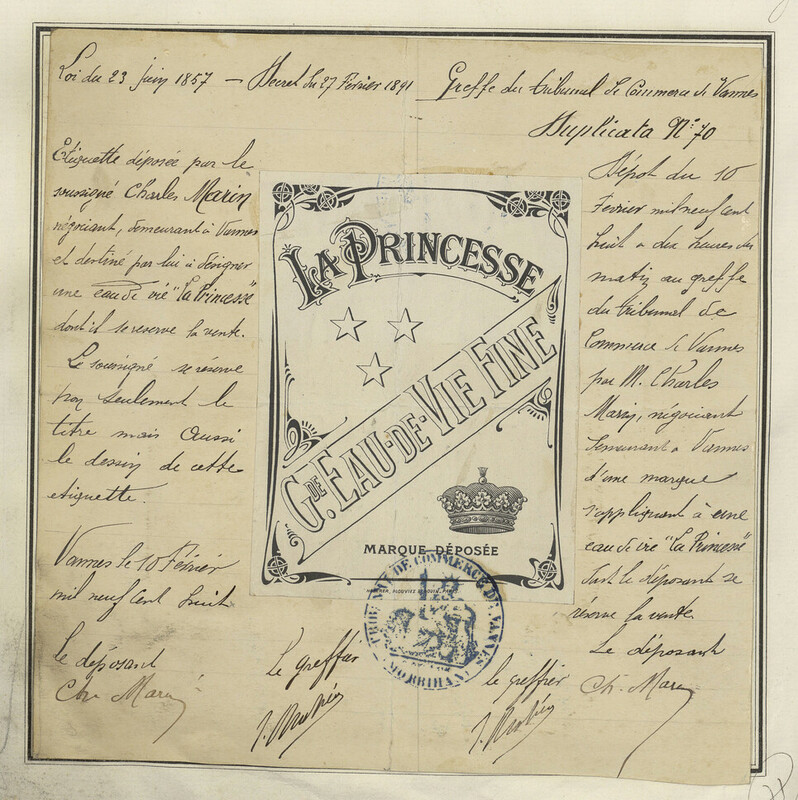 Loi du 23 juin 1857 — Decret du 27 Fevrier 1891
Greffe du tribunal de Commerce de Vannes
Duplicata N° 70
Etiquette déposée par le
soussigné Charles Marin
négociant, demeurant à Vannes
et destiné par lui à désigner
une eau de vie "La Princesse"
dont il se reserve la vente.
Le soussigné se réserve
non seulement le
titre mais aussi
le dessin de cette
etiquette.
Vannes le 10 Février
mil neuf cent huit
le déposant
Ch. Marin
LA PRINCESSE
GDE. EAU-DE-VIE FINE
MARQUE DÉPOSÉE
TRIBUNAL DE COMMERCE DE VANNES
MORBIHAN
Le greffier
le greffier
Dépot du 10
Février mil neuf cent
huit a dix heures du
matin au greffe
du tribunal de
Commerce de Vannes
par M. Charles
Marin, négociant
demeurant a Vannes
d'une marque
s'appliquant à une
eau de vie "La Princesse"
dont le déposant se
réserve la vente.
Le déposant
Ch. Marin